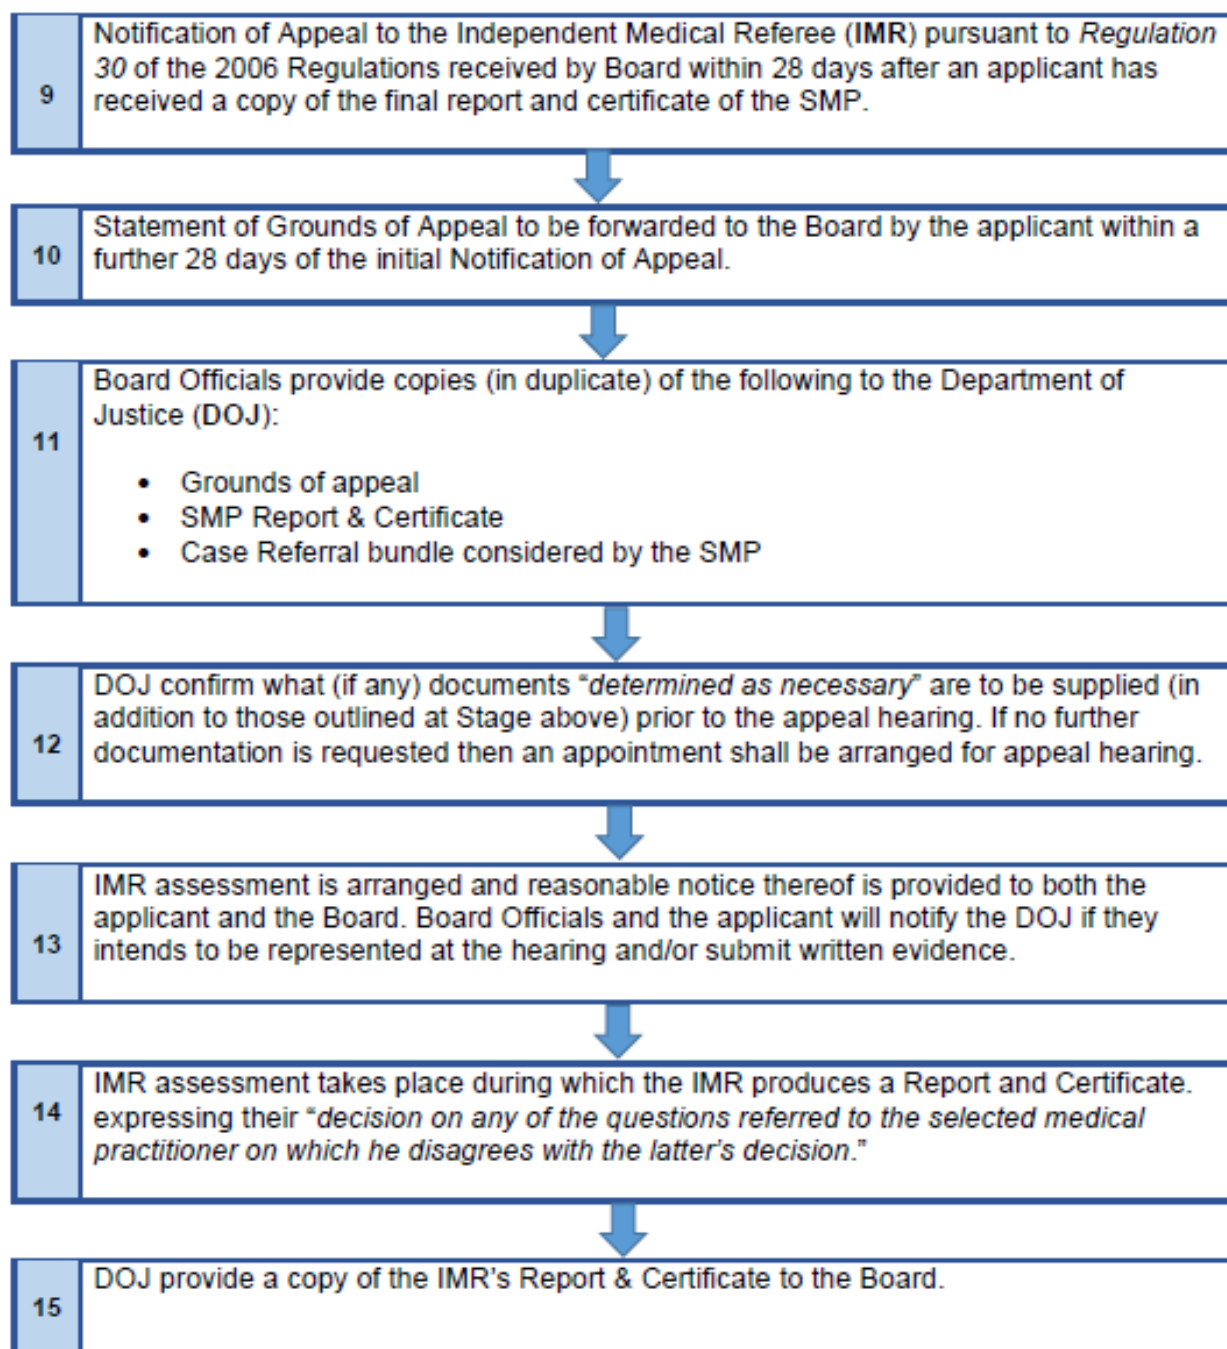 9
Notification of Appeal to the Independent Medical Referee (IMR) pursuant to Regulation
30 of the 2006 Regulations received by Board within 28 days after an applicant has
received a copy of the final report and certificate of the SMP.
10
Statement of Grounds of Appeal to be forwarded to the Board by the applicant within a
further 28 days of the initial Notification of Appeal.
11
Board Officials provide copies (in duplicate) of the following to the Department of
Justice (DOJ):
• Grounds of appeal
• SMP Report & Certificate
• Case Referral bundle considered by the SMP
12
DOJ confirm what (if any) documents “determined as necessary” are to be supplied (in
addition to those outlined at Stage above) prior to the appeal hearing. If no further
documentation is requested then an appointment shall be arranged for appeal hearing.
13
IMR assessment is arranged and reasonable notice thereof is provided to both the
applicant and the Board. Board Officials and the applicant will notify the DOJ if they
intends to be represented at the hearing and/or submit written evidence.
14
IMR assessment takes place during which the IMR produces a Report and Certificate.
expressing their “decision on any of the questions referred to the selected medical
practitioner on which he disagrees with the latter’s decision.”
15
DOJ provide a copy of the IMR’s Report & Certificate to the Board.